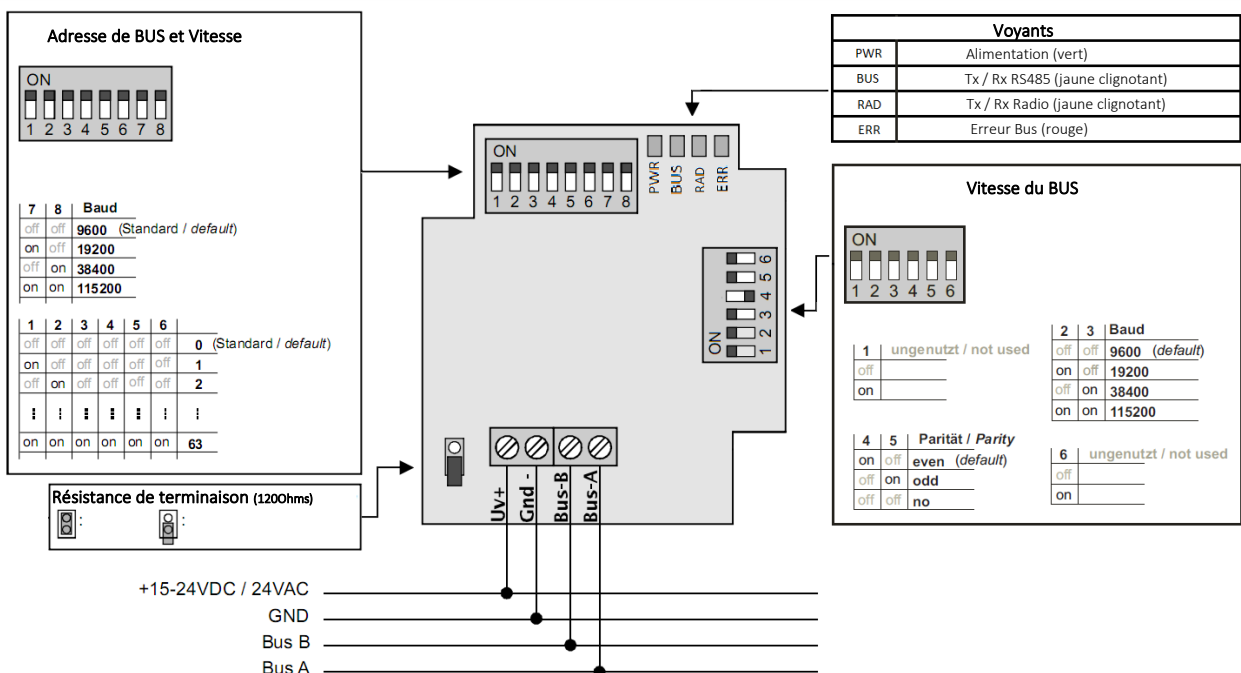 Adresse de BUS et Vitesse
ON
1 2 3 4 5 6 7 8
7 8 Baud
off off 9600 (Standard / default)
on off 19200
off on 38400
on on 115200
1 2 3 4 5 6
off off off off off off 0 (Standard / default)
on off off off off off 1
off on off off off off 2
on on on on on on 63
Résistance de terminaison (120Ohms)
:
:
ON
1 2 3 4 5 6 7 8
PWR
BUS
RAD
ERR
ON
1 2 3 4 5 6
Uv+
Gnd -
Bus-B
Bus-A
+15-24VDC / 24VAC
GND
Bus B
Bus A
Voyants
PWR Alimentation (vert)
BUS Tx / Rx RS485 (jaune clignotant)
RAD Tx / Rx Radio (jaune clignotant)
ERR Erreur Bus (rouge)
Vitesse du BUS
ON
1 2 3 4 5 6
1 ungenutzt / not used
off
on
2 3 Baud
off off 9600 (default)
on off 19200
off on 38400
on on 115200
4 5 Parität / Parity
on off even (default)
off on odd
off off no
6 ungenutzt / not used
off
on